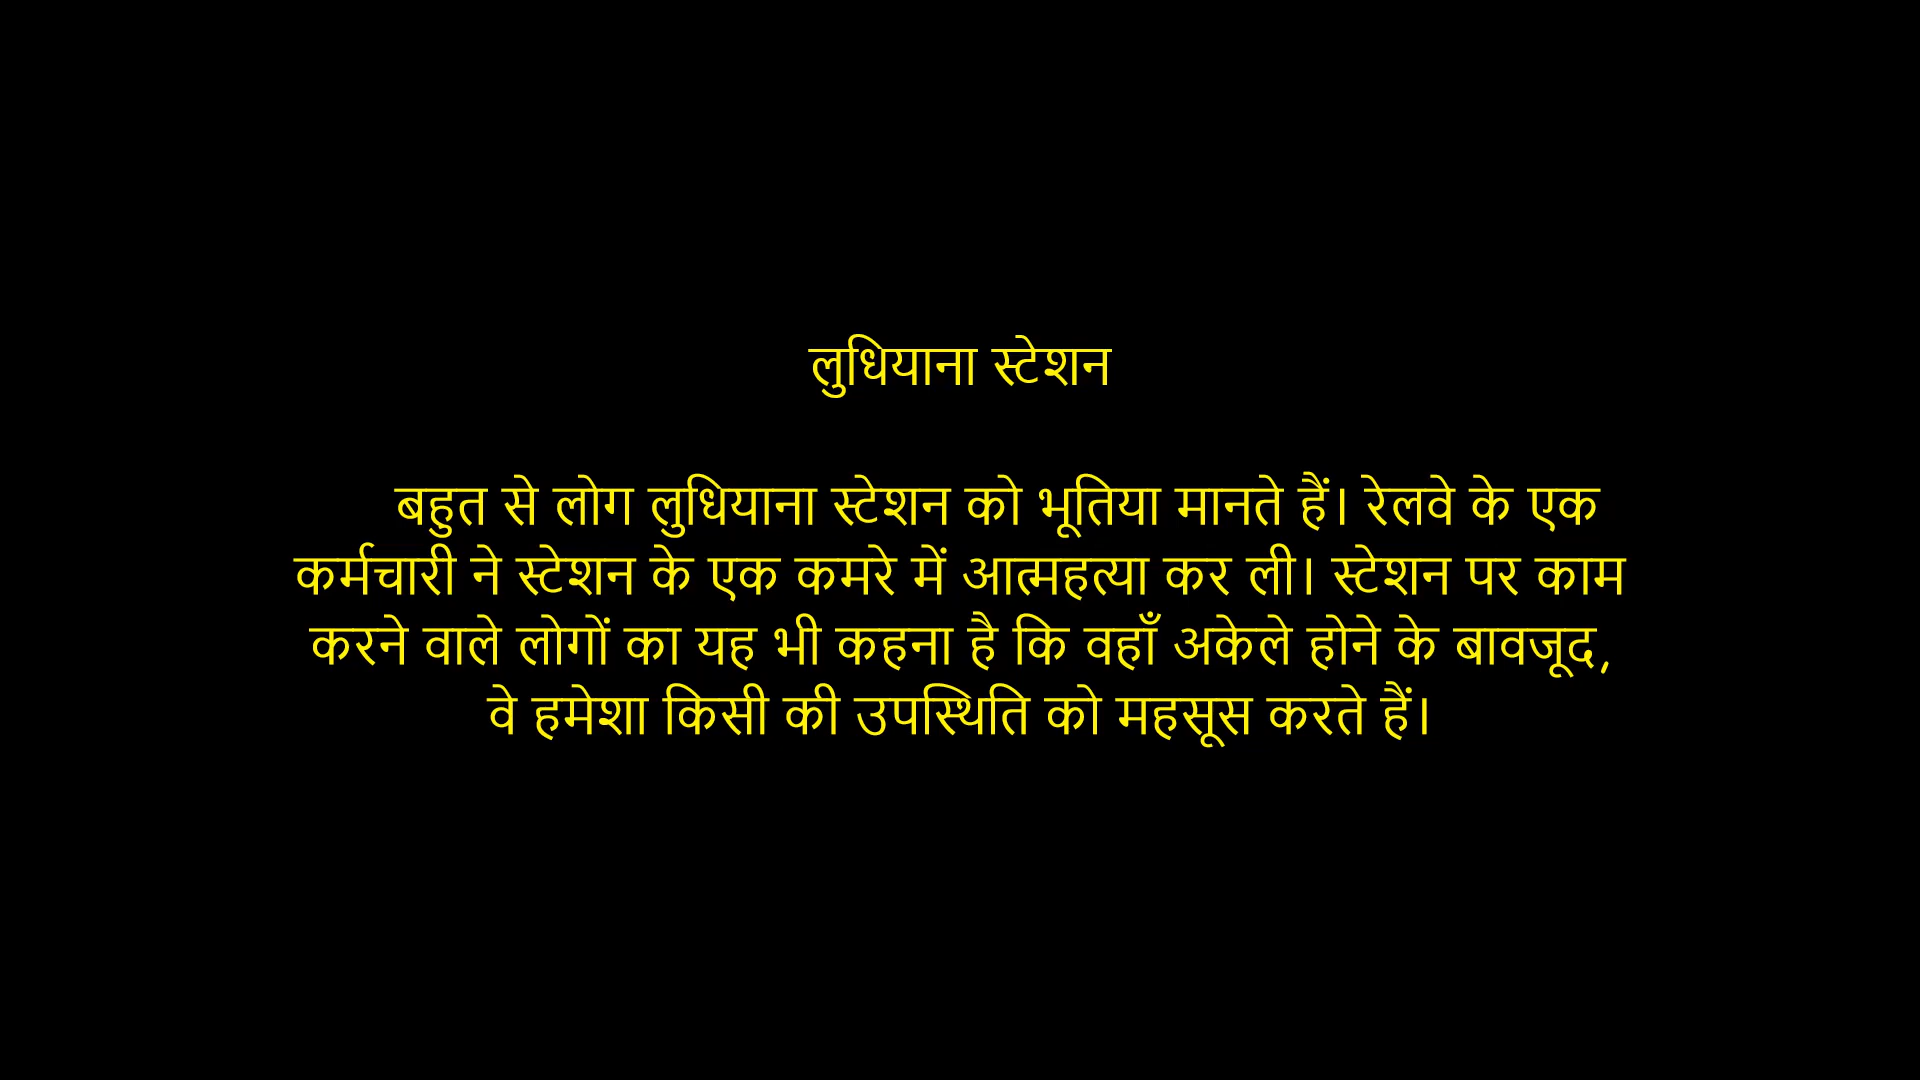 लुधियाना स्टेशन
बहुत से लोग लुधियाना स्टेशन को भूतिया मानते हैं। रेलवे के एक
कर्मचारी ने स्टेशन के एक कमरे में आत्महत्या कर ली। स्टेशन पर काम
करने वाले लोगों का यह भी कहना है कि वहाँ अकेले होने के बावजूद,
वे हमेशा किसी की उपस्थिति को महसूस करते हैं।